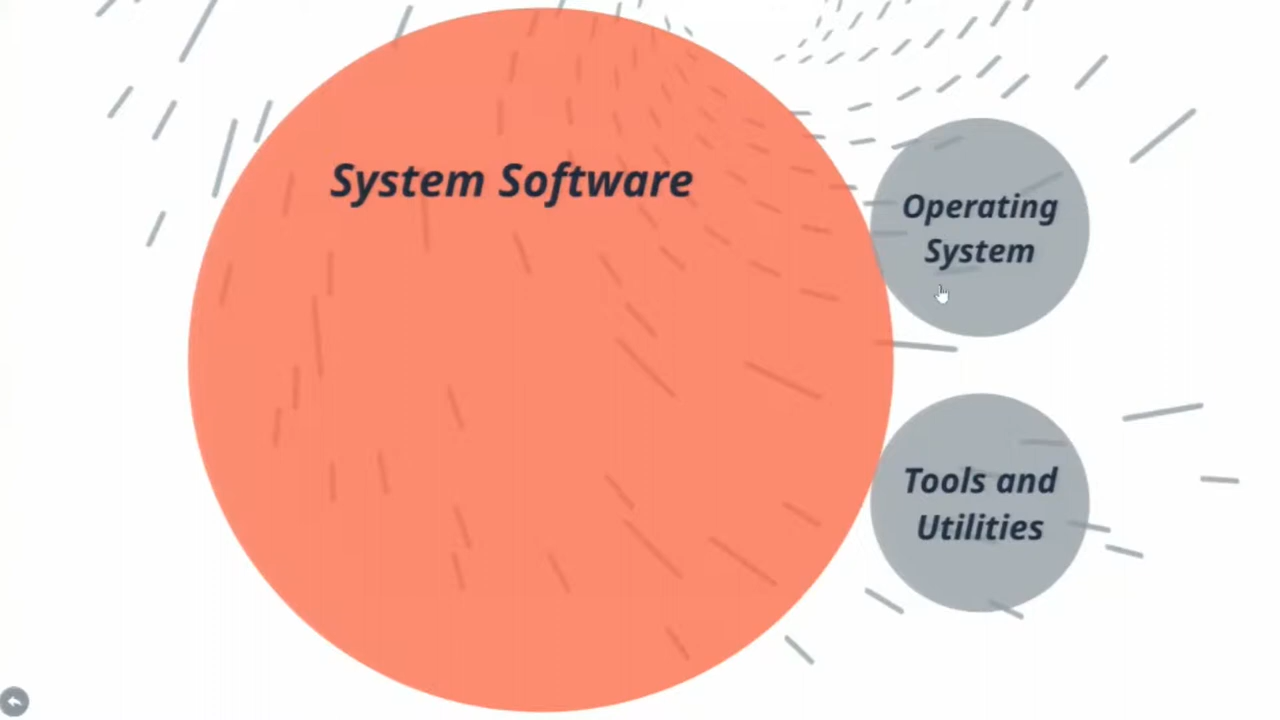 System Software
Operating
System
Tools and
Utilities